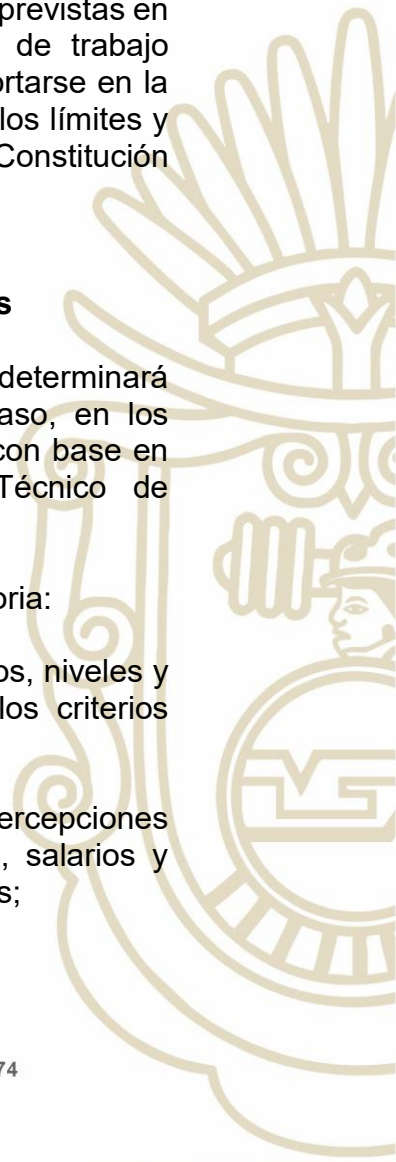 previstas en
de trabajo
ortarse en la
los límites y
Constitución
s
determinará
aso, en los
con base en
Técnico de
oria:
os, niveles y
los criterios
ercepciones
, salarios y
s;
74